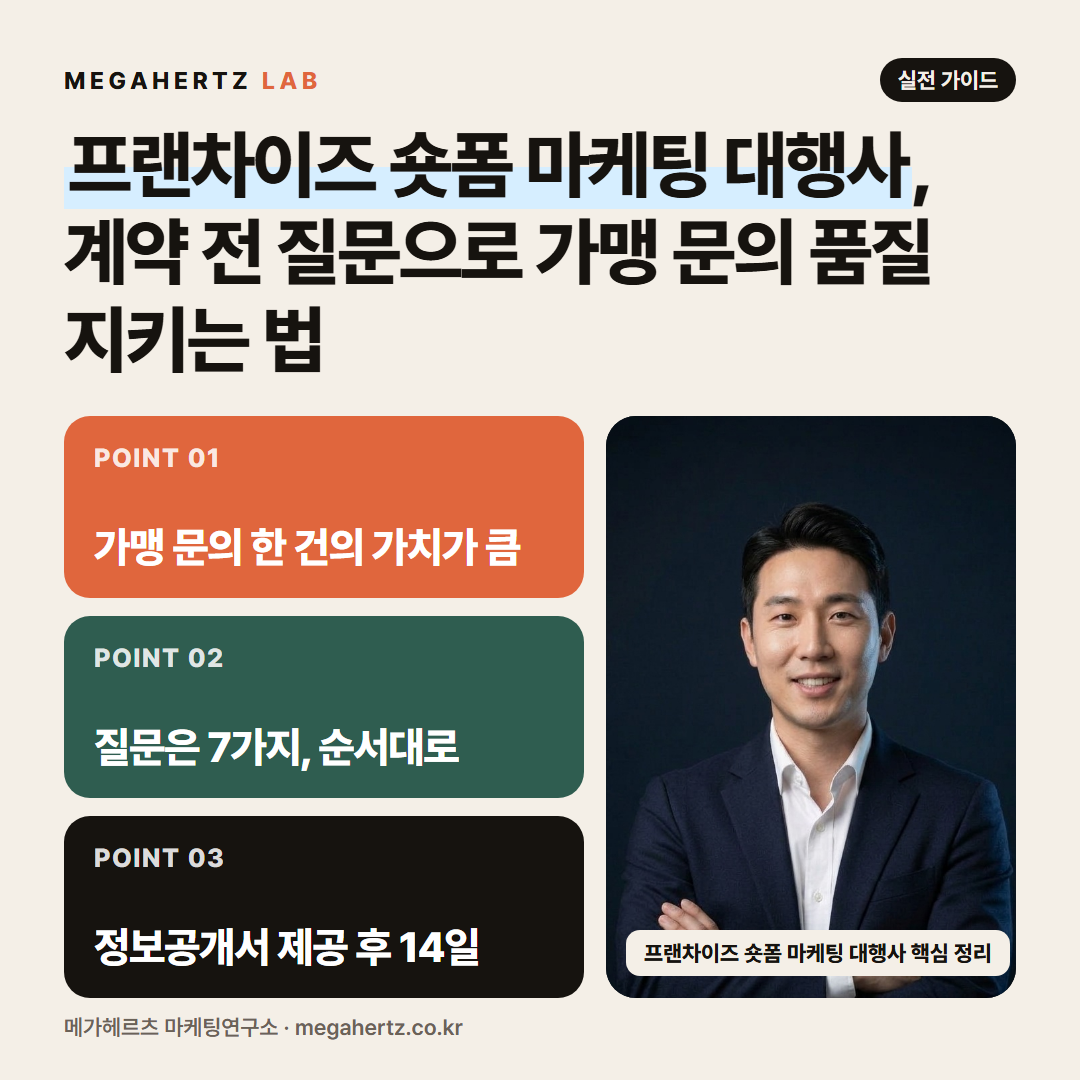 MEGAHERTZ LAB
실전 가이드
프랜차이즈 숏폼 마케팅 대행사,
계약 전 질문으로 가맹 문의 품질
지키는 법
POINT 01
가맹 문의 한 건의 가치가 큼
POINT 02
질문은 7가지, 순서대로
POINT 03
정보공개서 제공 후 14일
프랜차이즈 숏폼 마케팅 대행사 핵심 정리
메가헤르츠 마케팅연구소 · megahertz.co.kr